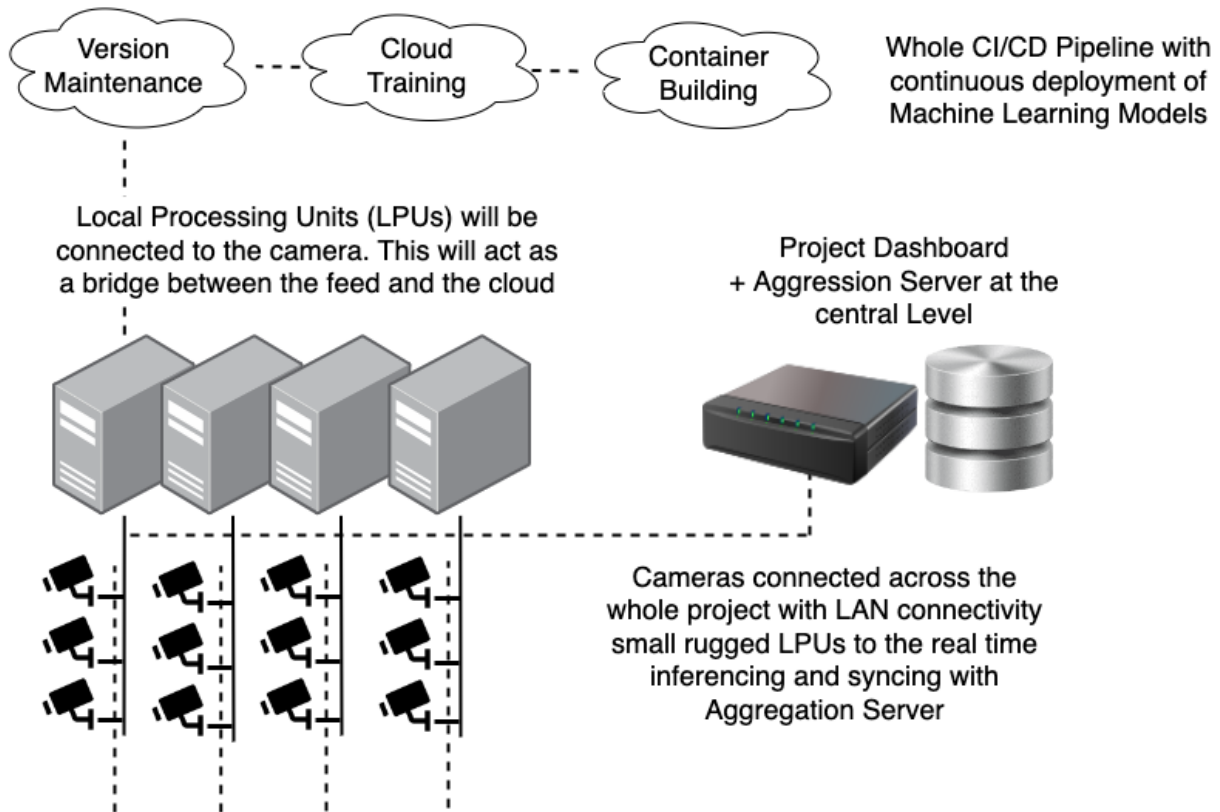 Version
Maintenance
Cloud
Training
Container
Building
Whole CI/CD Pipeline with
continuous deployment of
Machine Learning Models
Local Processing Units (LPUs) will be
connected to the camera. This will act as
a bridge between the feed and the cloud
Project Dashboard
+ Aggression Server at the
central Level
Cameras connected across the
whole project with LAN connectivity
small rugged LPUs to the real time
inferencing and syncing with
Aggregation Server